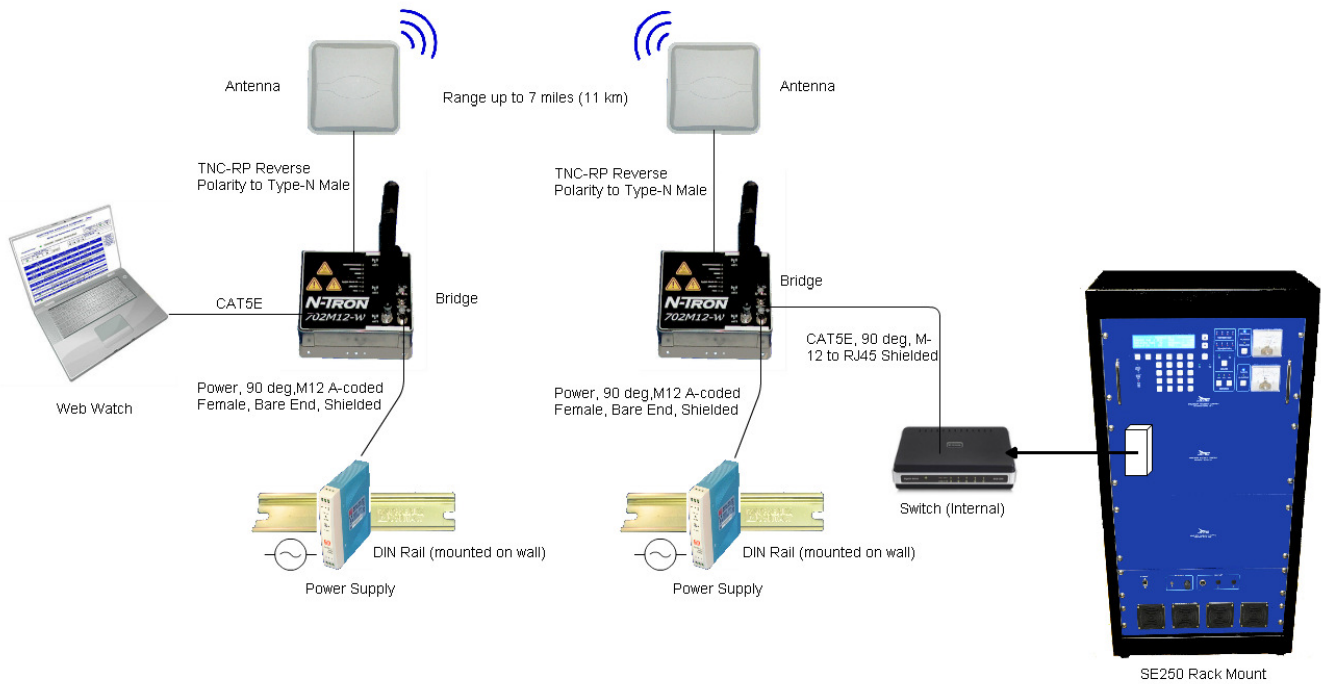 Antenna
Range up to 7 miles (11 km)
Antenna
TNC-RP Reverse
Polarity to Type-N Male
TNC-RP Reverse
Polarity to Type-N Male
CAT5E
N-TRON
702M12-W
Bridge
N-TRON
702M12-W
Bridge
CAT5E, 90 deg, M-
12 to RJ45 Shielded
Web Watch
Power, 90 deg,M12 A-coded
Female, Bare End, Shielded
Power, 90 deg,M12 A-coded
Female, Bare End, Shielded
Switch (Internal)
DIN Rail (mounted on wall)
Power Supply
DIN Rail (mounted on wall)
Power Supply
SE250 Rack Mount